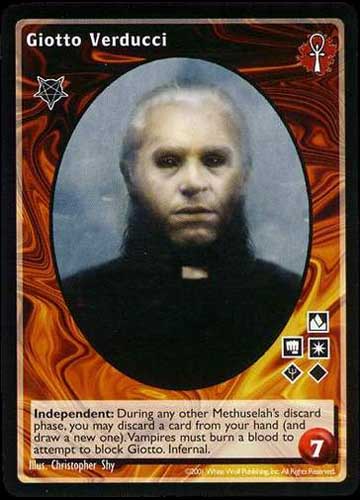 Giotto Verducci
Independent: During any other Methuselah's discard
phase, you may discard a card from your hand (and
draw a new one). Vampires must burn a blood to
attempt to block Giotto. Infernal.
7
Illus. Christopher Shy
©2001 White Wolf Publishing, Inc. All Rights Reserved.